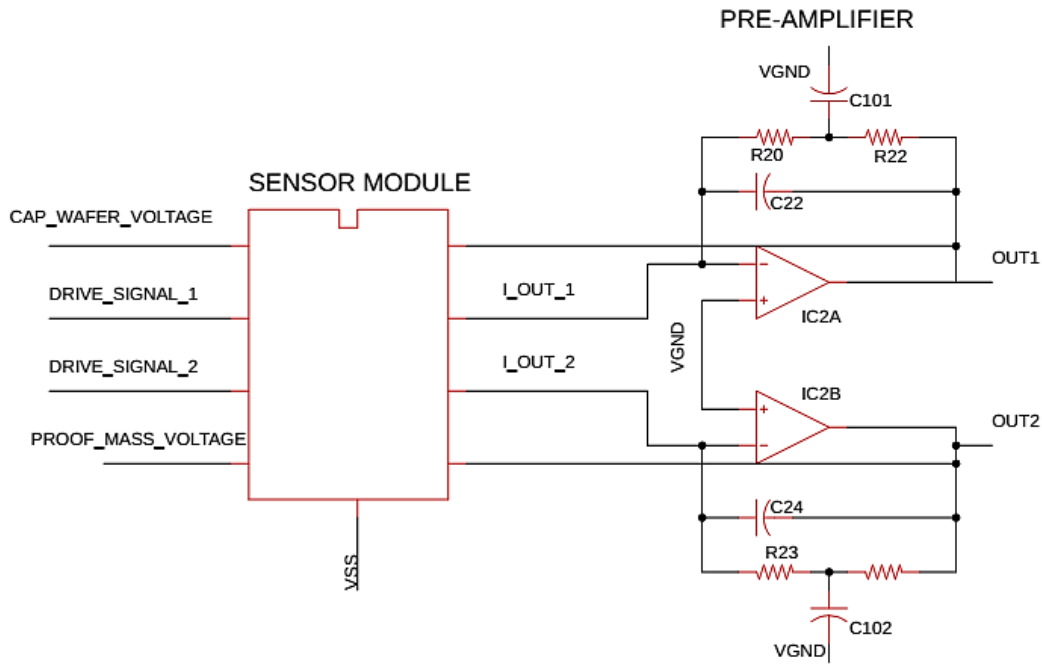 PRE-AMPLIFIER
VGND
C101
R20
R22
SENSOR MODULE
C22
CAP_WAFER_VOLTAGE
OUT1
DRIVE_SIGNAL_1
I_OUT_1
-
+
IC2A
VGND
DRIVE_SIGNAL_2
I_OUT_2
IC2B
+
-
OUT2
PROOF_MASS_VOLTAGE
C24
R23
VSS
C102
VGND